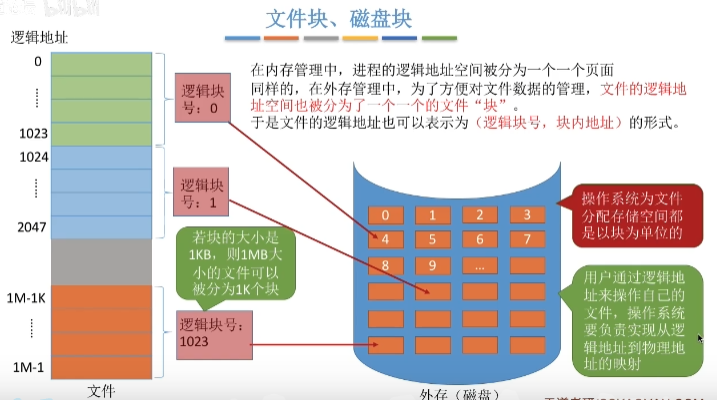 文件块、磁盘块
逻辑地址
0
1023
1024
2047
1M-1K
1M-1
文件
逻辑块
号：0
逻辑块
号：1
若块的大小是
1KB，则1MB大
小的文件可以
被分为1K个块
逻辑块号：
1023
在内存管理中，进程的逻辑地址空间被分为一个一个页面
同样的，在外存管理中，为了方便对文件数据的管理，文件的逻辑地
址空间也被分为了一个一个的文件“块”。
于是文件的逻辑地址也可以表示为（逻辑块号，块内地址）的形式。
0 1 2 3
4 5 6 7
8 9 ...
外存（磁盘）
操作系统为文件
分配存储空间都
是以块为单位的
用户通过逻辑地
址来操作自己的
文件，操作系统
要负责实现从逻
辑地址到物理地
址的映射